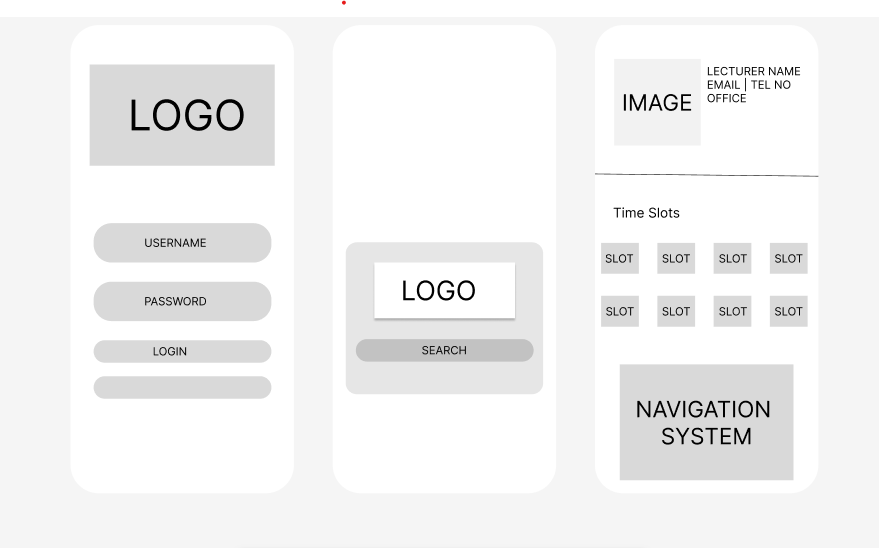 LOGO
USERNAME
PASSWORD
LOGIN
LOGO
SEARCH
IMAGE
LECTURER NAME
EMAIL | TEL NO
OFFICE
Time Slots
SLOT SLOT SLOT SLOT
SLOT SLOT SLOT SLOT
NAVIGATION
SYSTEM